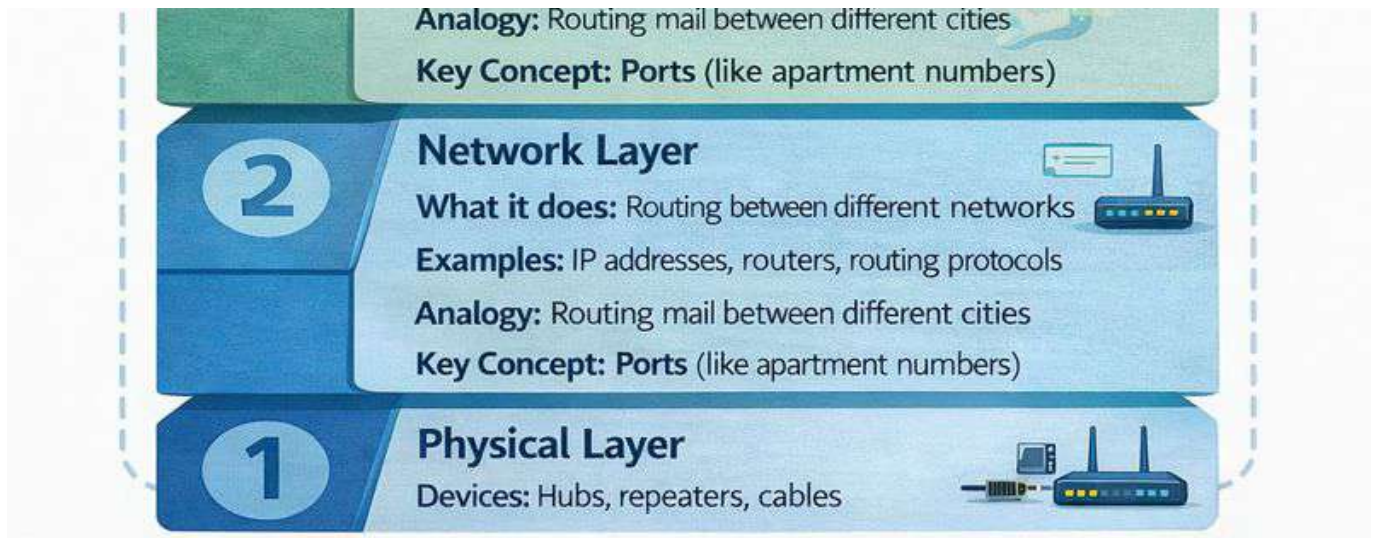 Analogy: Routing mail between different cities
Key Concept: Ports (like apartment numbers)
2
Network Layer
What it does: Routing between different networks
Examples: IP addresses, routers, routing protocols
Analogy: Routing mail between different cities
Key Concept: Ports (like apartment numbers)
1
Physical Layer
Devices: Hubs, repeaters, cables